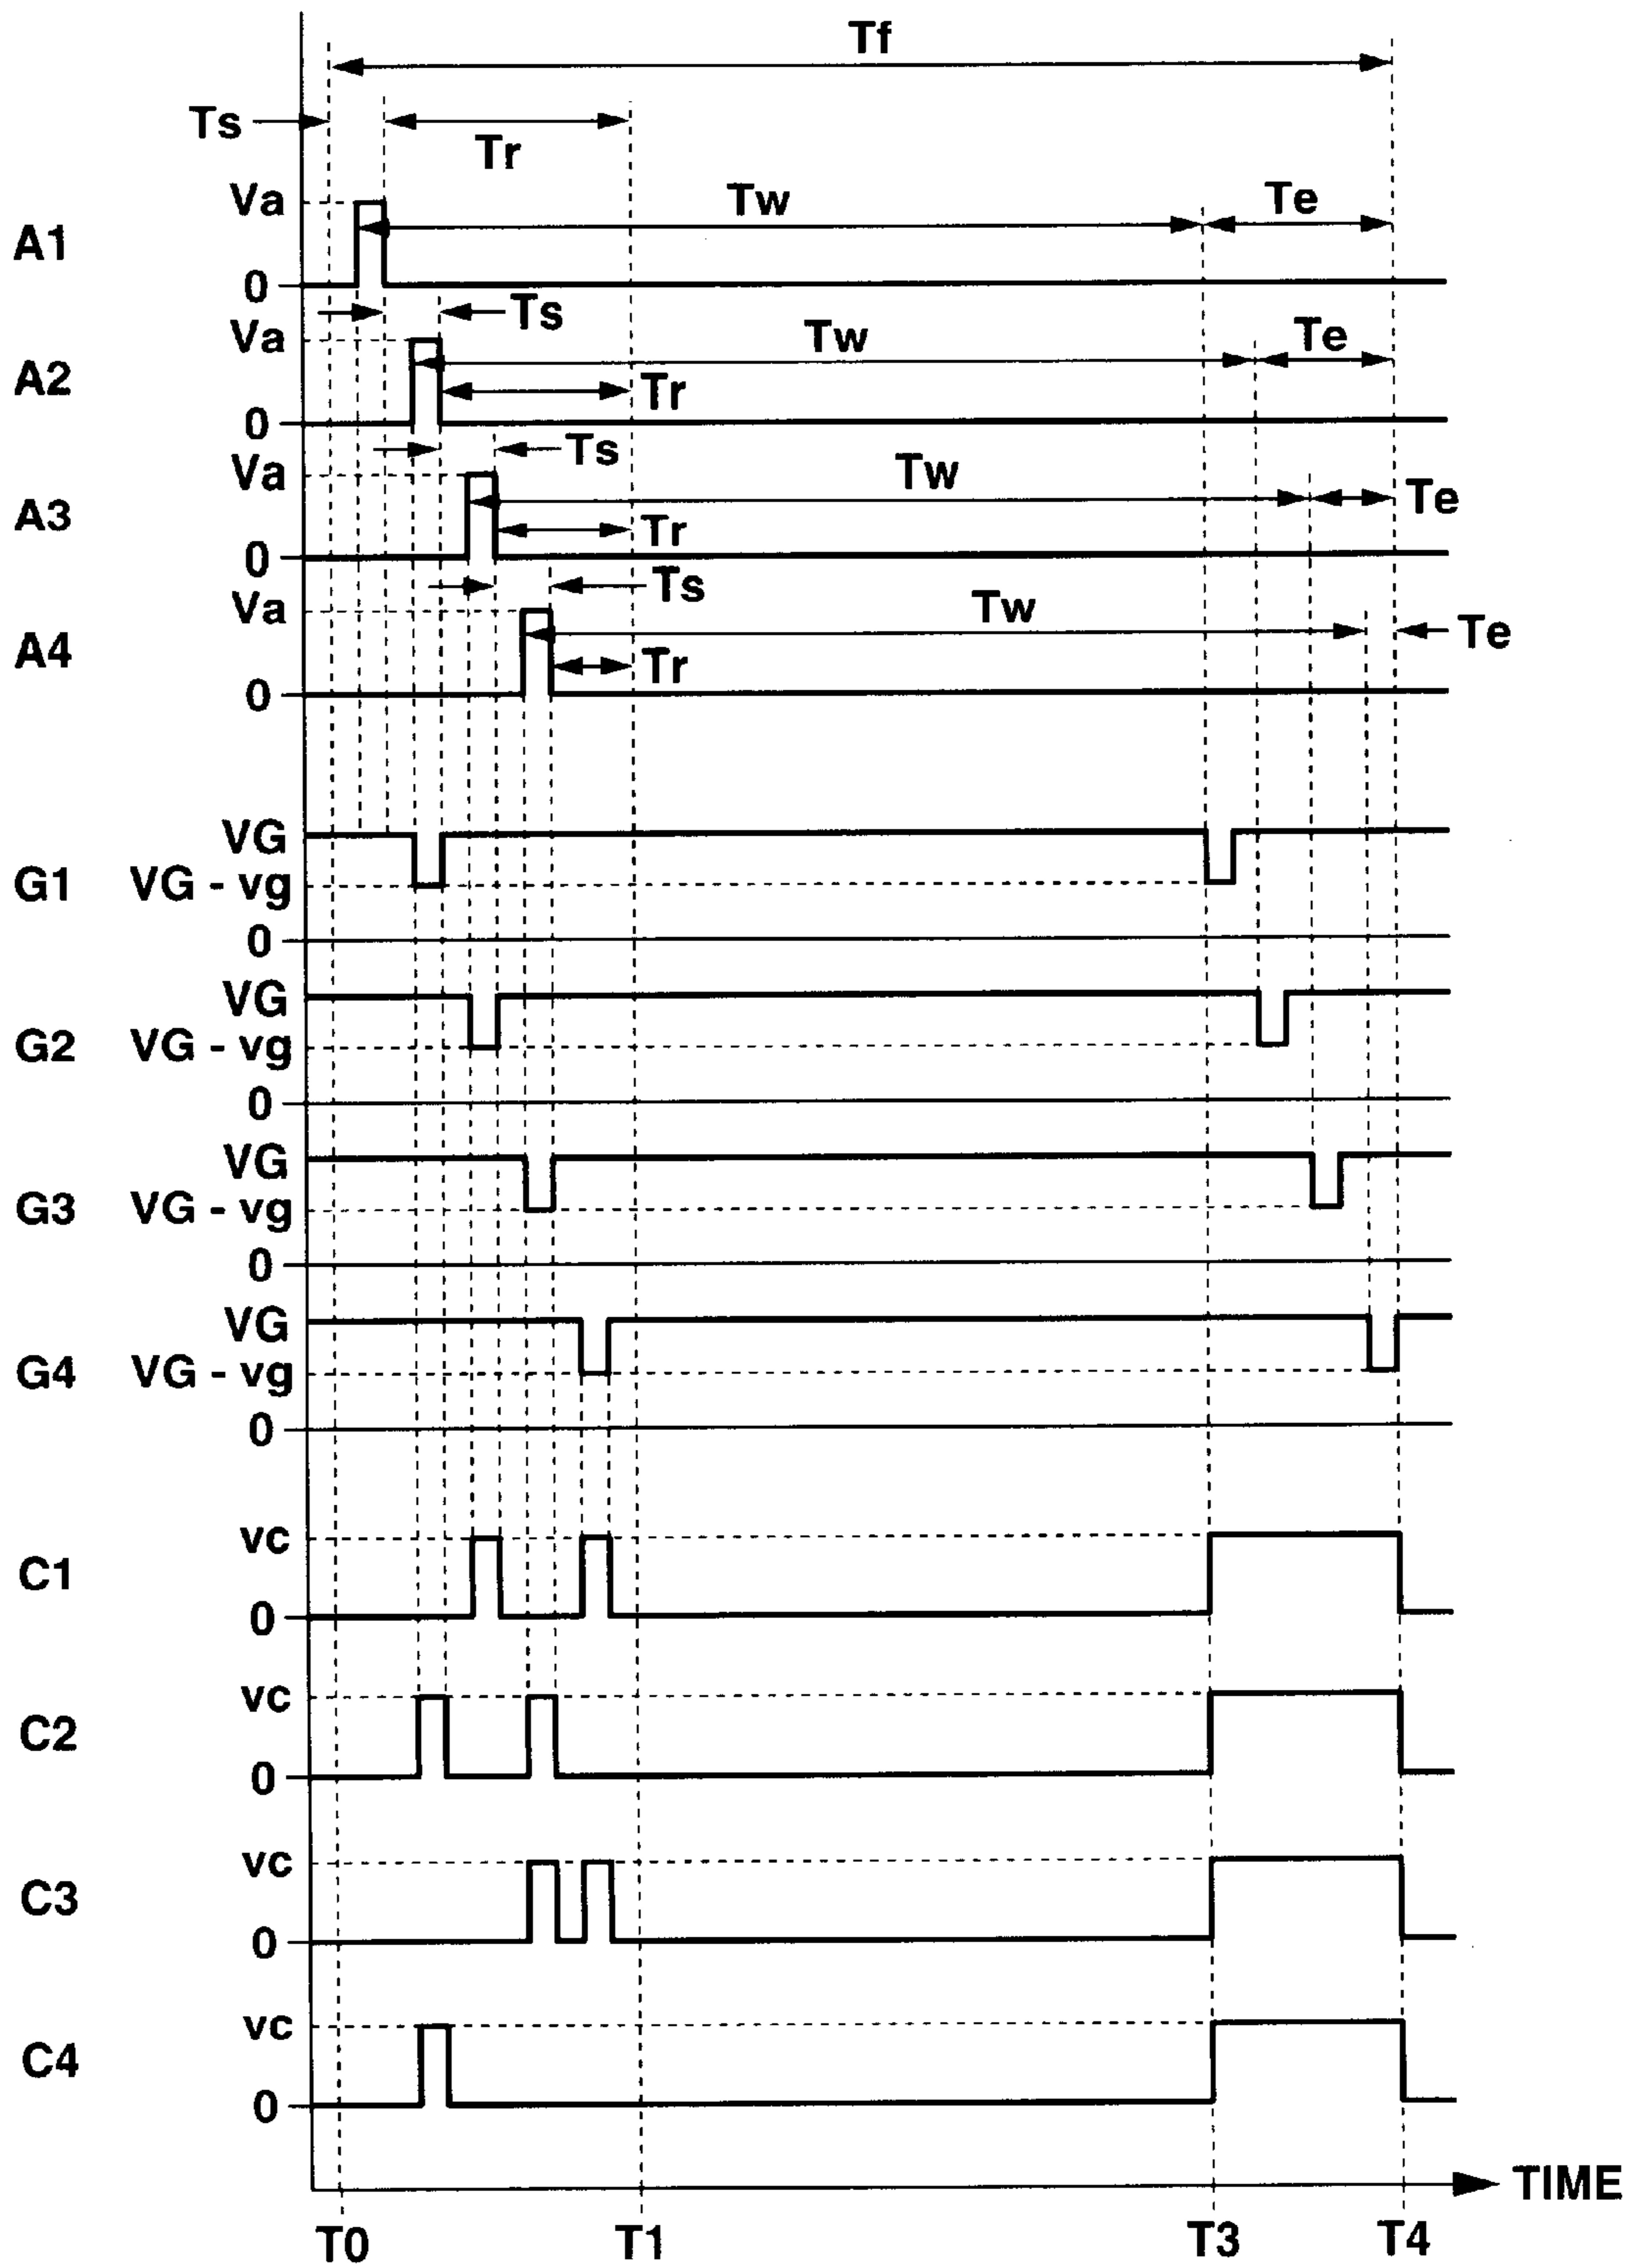 Tf
Ts
Tr
Va
Tw
Te
A1
0
Ts
Va
Tw
Te
A2
Tr
0
Ts
Va
Tw
Te
A3
Tr
0
Ts
Va
Tw
Te
A4
Tr
0
VG
G1 VG - vg
0
VG
G2 VG - vg
0
VG
G3 VG - vg
0
VG
G4 VG - vg
0
vc
C1
0
vc
C2
0
vc
C3
0
vc
C4
0
TIME
T0 T1 T3 T4